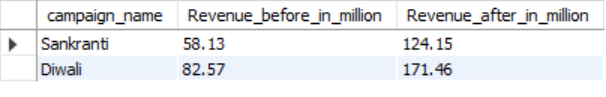 campaign_name Revenue_before_in_million Revenue_after_in_million
Sankranti 58.13 124.15
Diwali 82.57 171.46